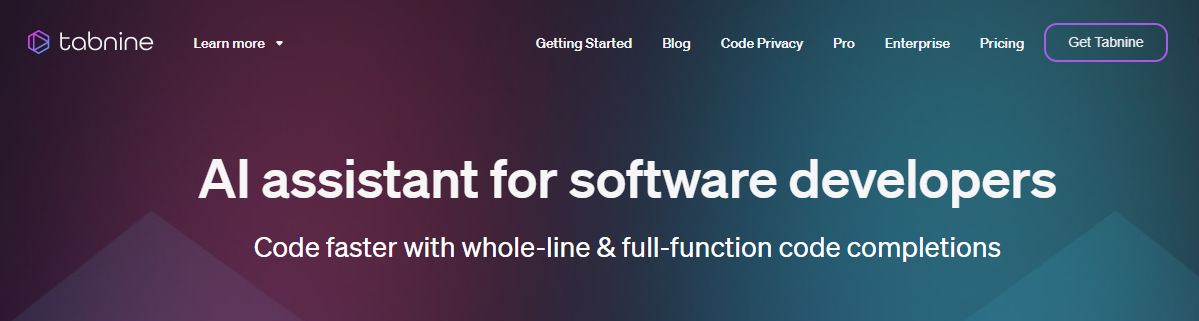 tabnine Learn more Getting Started Blog Code Privacy Pro Enterprise Pricing Get Tabnine
AI assistant for software developers
Code faster with whole-line & full-function code completions